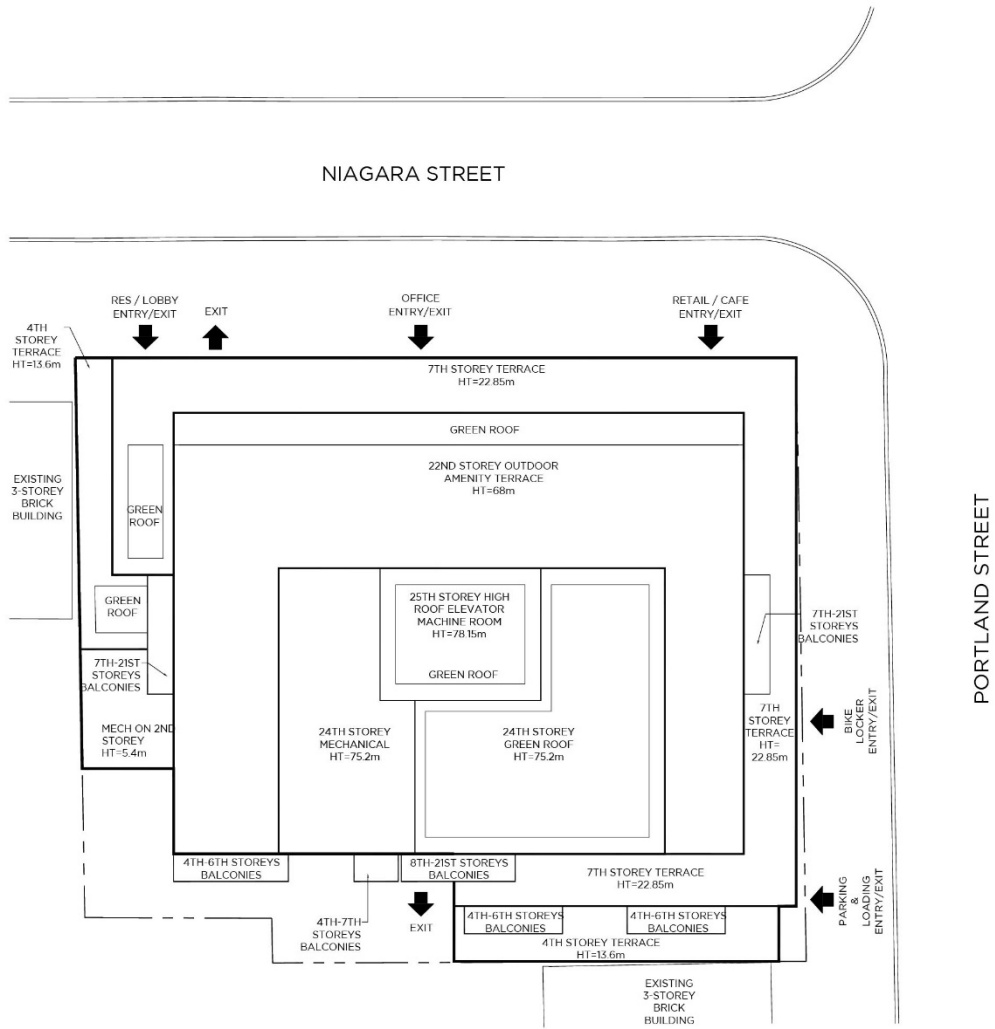 NIAGARA STREET
RES / LOBBY
ENTRY/EXIT
EXIT
OFFICE
ENTRY/EXIT
RETAIL / CAFE
ENTRY/EXIT
4TH
STOREY
TERRACE
HT=13.6m
7TH STOREY TERRACE
HT=22.85m
GREEN ROOF
22ND STOREY OUTDOOR
AMENITY TERRACE
HT=68m
EXISTING
3-STOREY
BRICK
BUILDING
GREEN
ROOF
PORTLAND STREET
GREEN
ROOF
25TH STOREY HIGH
ROOF ELEVATOR
MACHINE ROOM
HT=78.15m
GREEN ROOF
7TH-21ST
STOREYS
BALCONIES
7TH-21ST
STOREYS
BALCONIES
MECH ON 2ND
STOREY
HT=5.4m
24TH STOREY
MECHANICAL
HT=75.2m
24TH STOREY
GREEN ROOF
HT=75.2m
7TH
STOREY
TERRACE
HT=
22.85m
BIKE
LOCKER
ENTRY/EXIT
4TH-6TH STOREYS
BALCONIES
8TH-21ST STOREYS
BALCONIES
7TH STOREY TERRACE
HT=22.85m
PARKING
&
LOADING
ENTRY/EXIT
4TH-7TH
STOREYS
BALCONIES
EXIT
4TH-6TH STOREYS
BALCONIES
4TH-6TH STOREYS
BALCONIES
4TH STOREY TERRACE
HT=13.6m
EXISTING
3-STOREY
BRICK
BUILDING